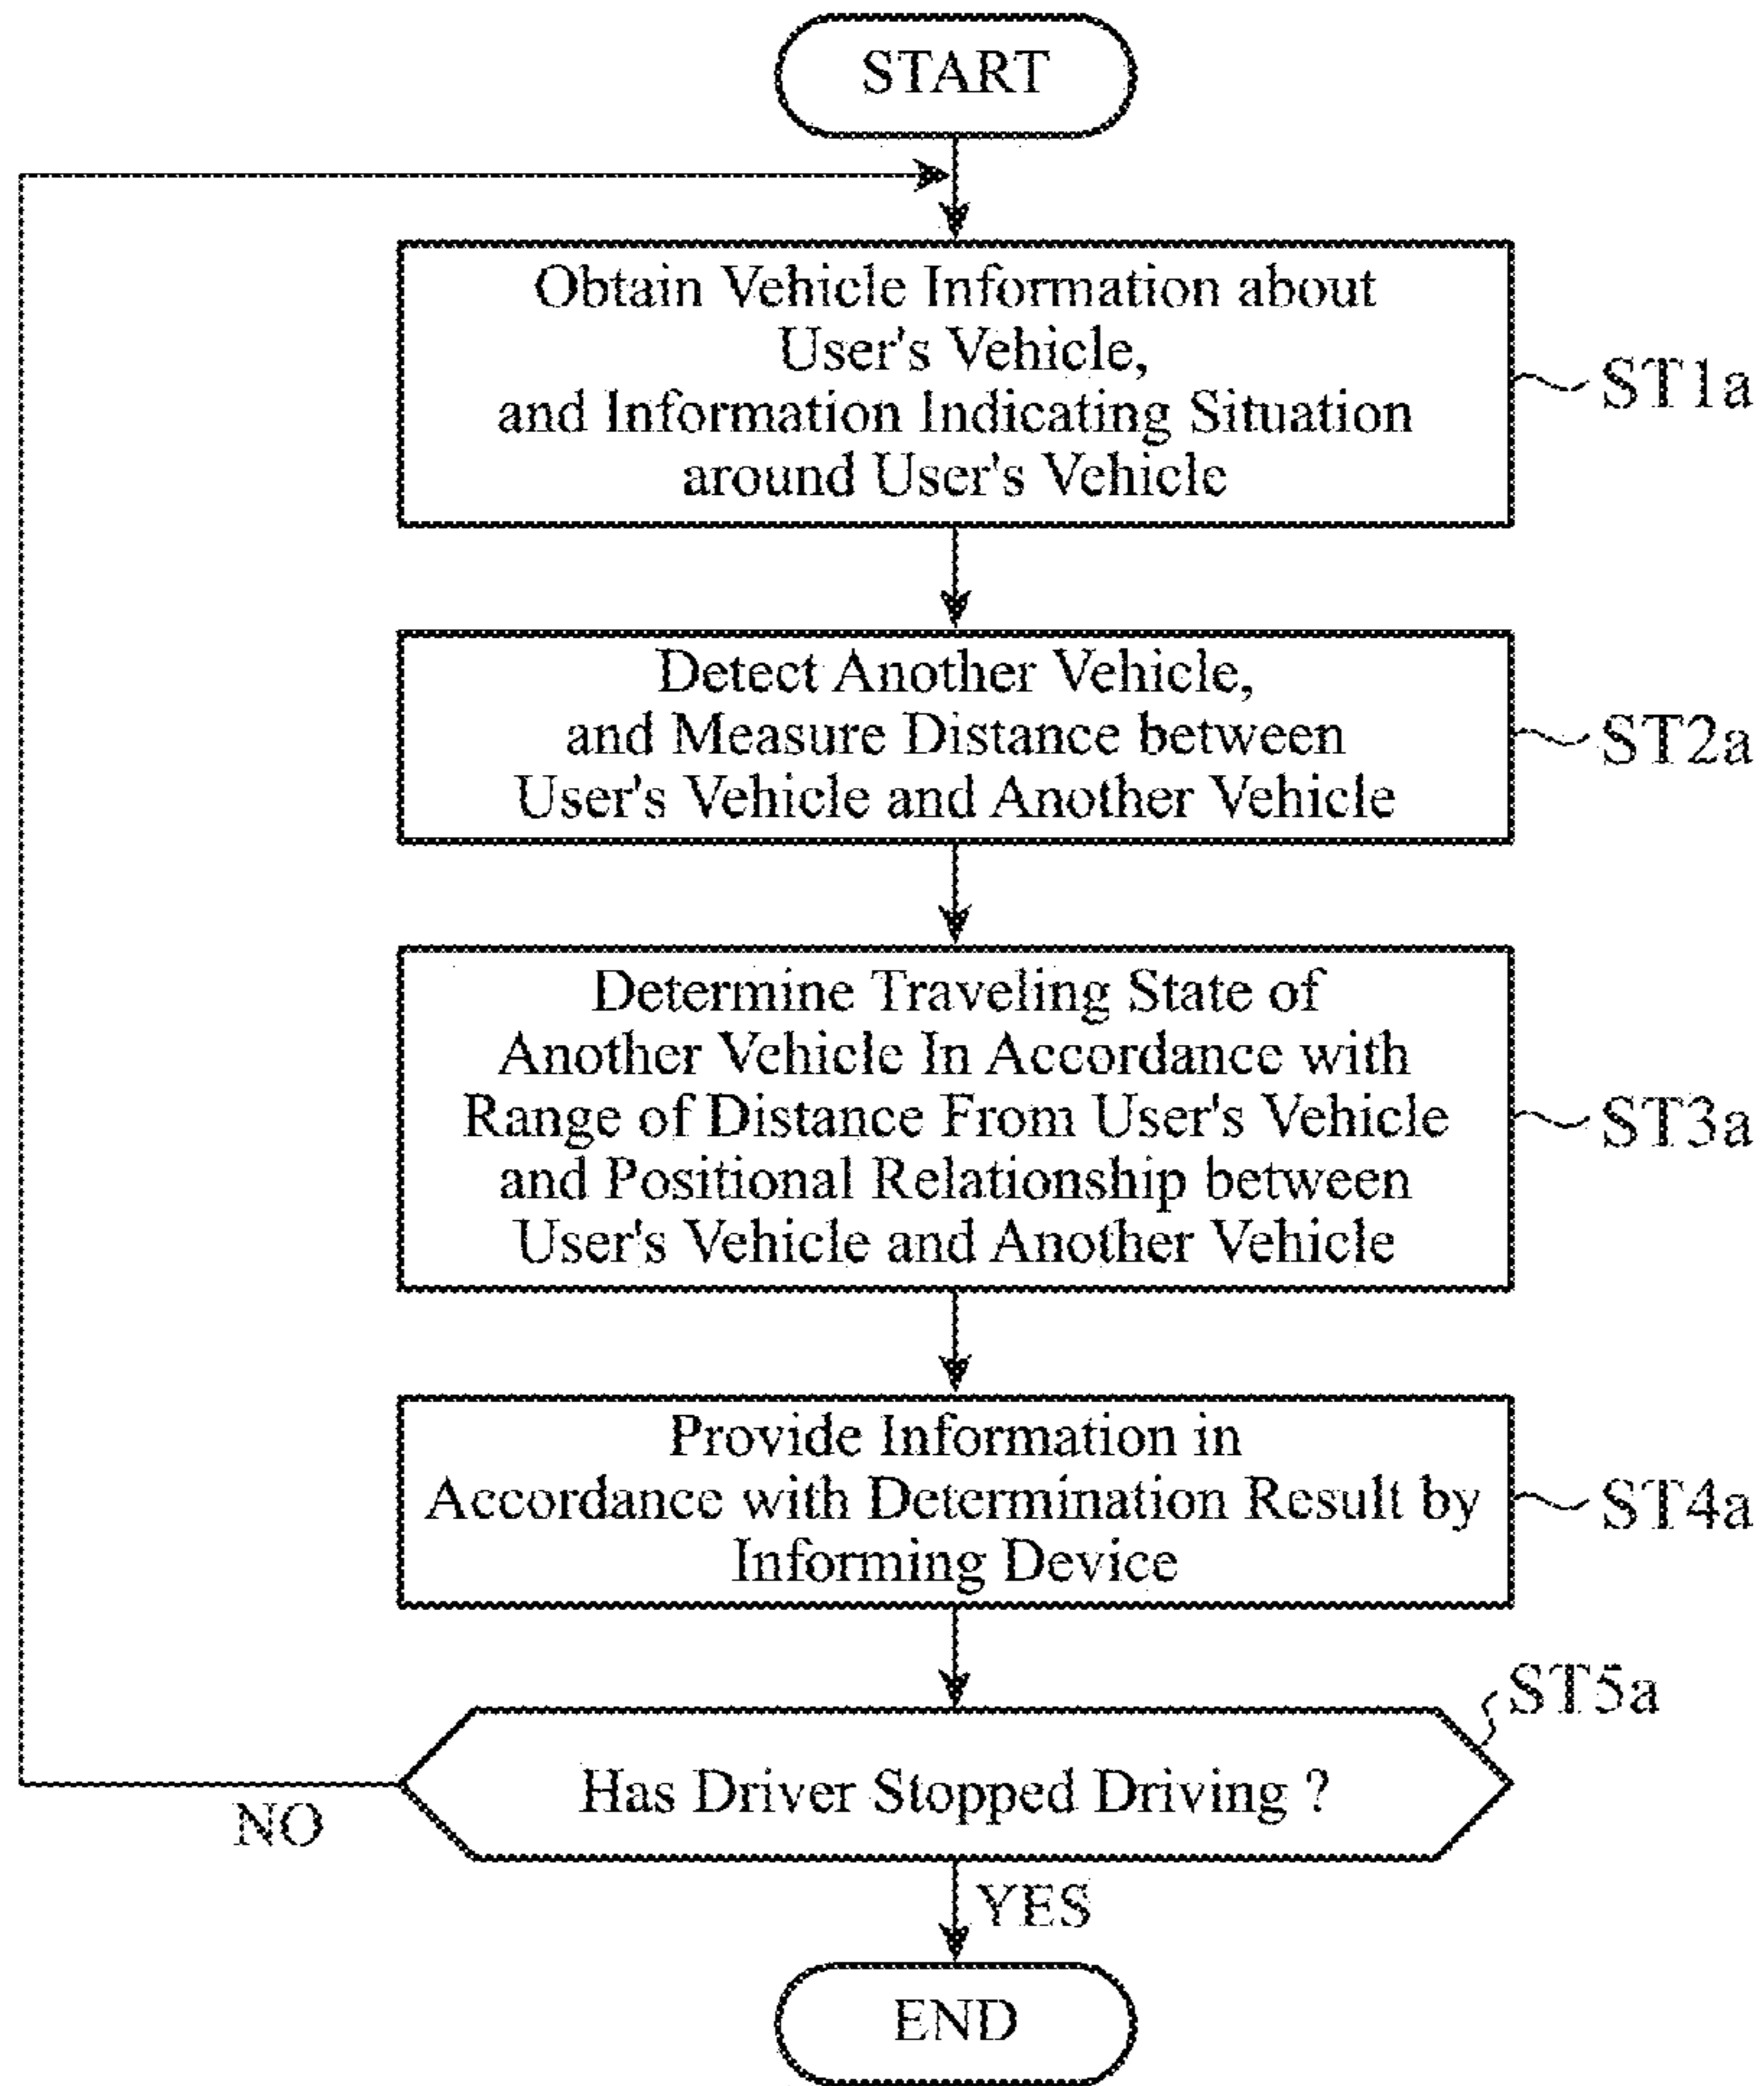 START
Obtain Vehicle Information about
User's Vehicle,
and Information Indicating Situation
around User's Vehicle
ST1a
Detect Another Vehicle,
and Measure Distance between
User's Vehicle and Another Vehicle
ST2a
Determine Traveling State of
Another Vehicle In Accordance with
Range of Distance From User's Vehicle
and Positional Relationship between
User's Vehicle and Another Vehicle
ST3a
Provide Information in
Accordance with Determination Result by
Informing Device
ST4a
ST5a
Has Driver Stopped Driving ?
NO
YES
END